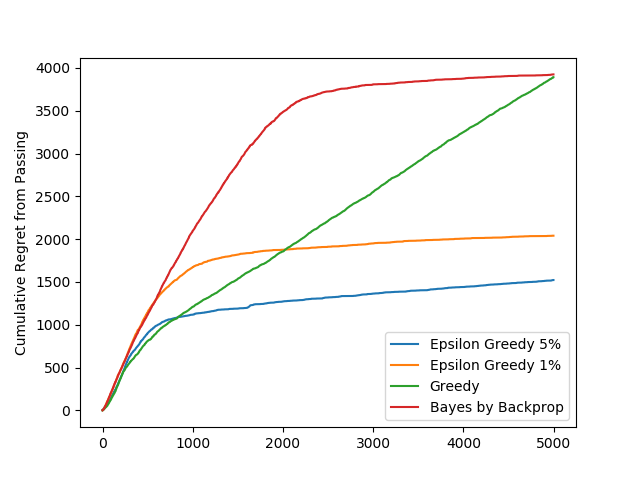 Cumulative Regret from Passing
4000
3500
3000
2500
2000
1500
1000
500
0
Epsilon Greedy 5%
Epsilon Greedy 1%
Greedy
Bayes by Backprop
0 1000 2000 3000 4000 5000